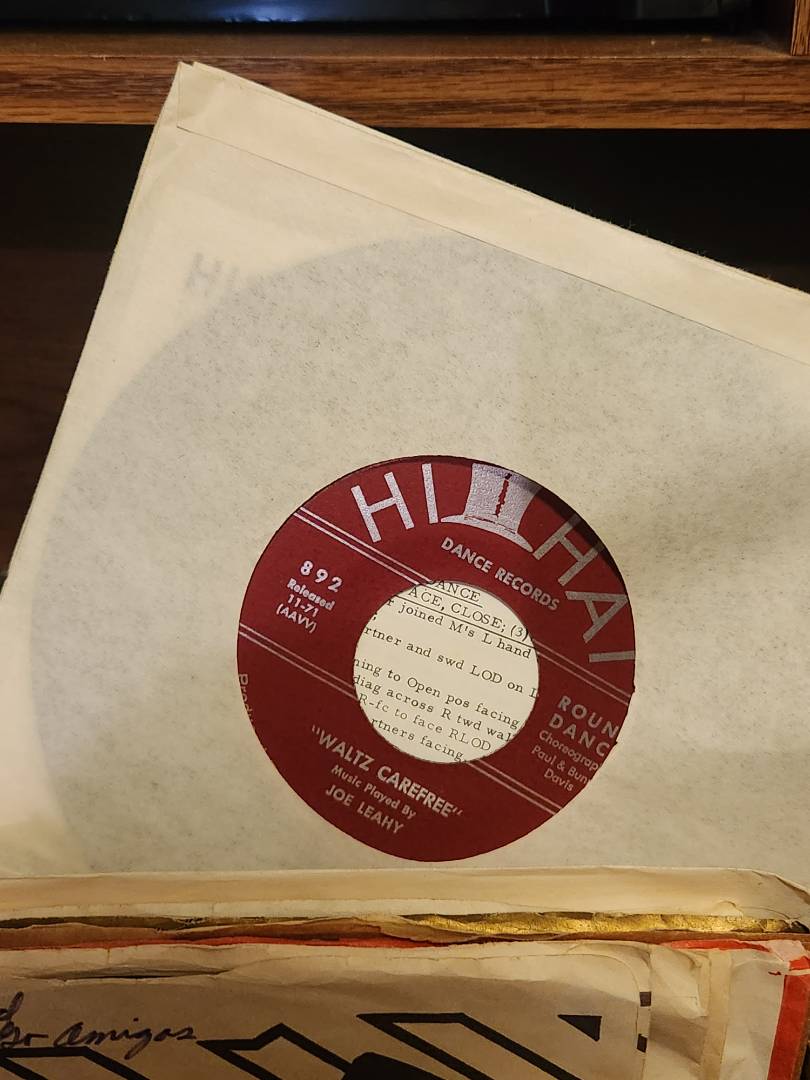 HI HAT
DANCE RECORDS
892
Released
11-71
(AAVV)
ANCE
ACE, CLOSE; (3)
r joined M's L hand
rtner and swd LOD on
ning to Open pos facing
diag across R twd wal
R-fc to face RLOD
rtners facing
ROUN
DANC
Choreograp
Paul & Bun
Davis
Prod
"WALTZ CAREFREE"
Music Played By
JOE LEAHY
amigos